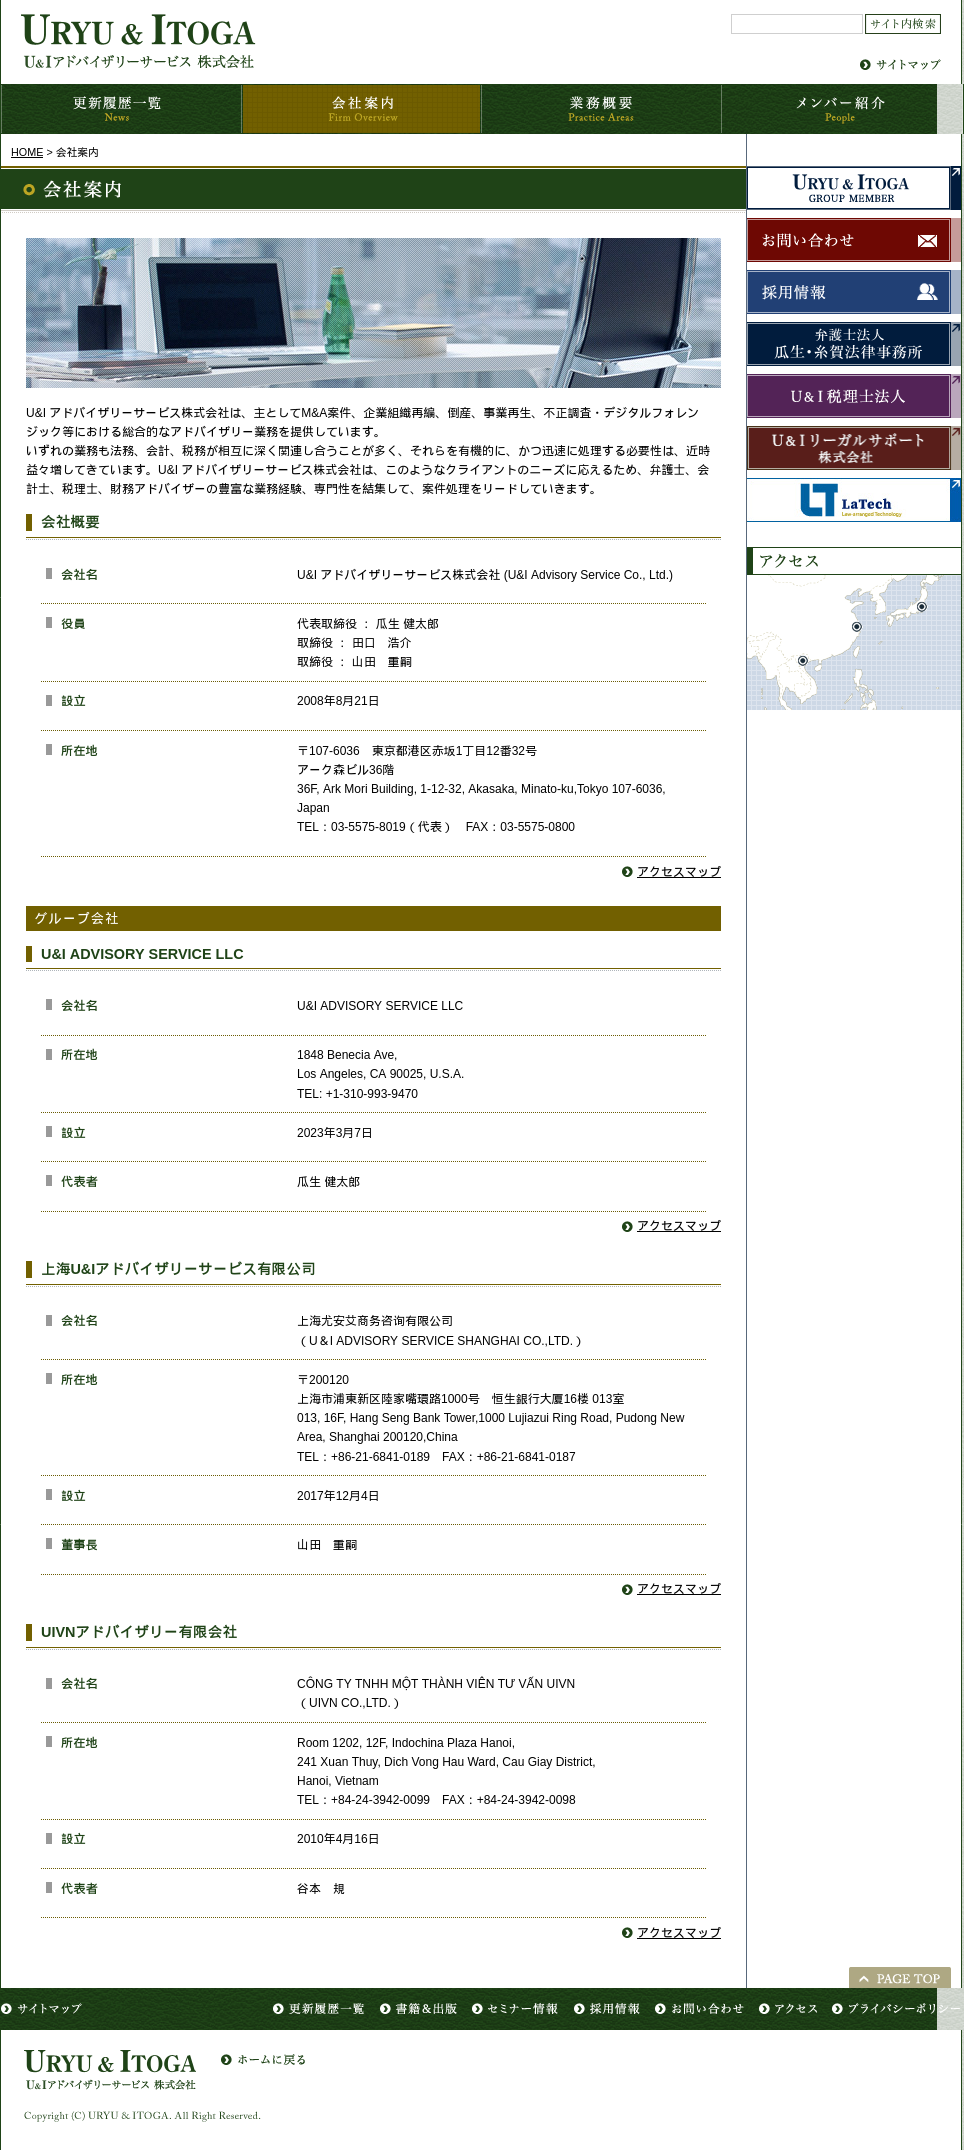 URYU & ITOGA
U&Iアドバイザリーサービス 株式会社
サイト内検索
サイトマップ
更新履歴一覧
News
会社案内
Firm Overview
業務概要
Practice Areas
メンバー紹介
People
HOME > 会社案内
会社案内
U&I アドバイザリーサービス株式会社は、主としてM&A案件、企業組織再編、倒産、事業再生、不正調査・デジタルフォレン
ジック等における総合的なアドバイザリー業務を提供しています。
いずれの業務も法務、会計、税務が相互に深く関連し合うことが多く、それらを有機的に、かつ迅速に処理する必要性は、近時
益々増してきています。U&I アドバイザリーサービス株式会社は、このようなクライアントのニーズに応えるため、弁護士、会
計士、税理士、財務アドバイザーの豊富な業務経験、専門性を結集して、案件処理をリードしていきます。
会社概要
会社名
U&I アドバイザリーサービス株式会社 (U&I Advisory Service Co., Ltd.)
役員
代表取締役 ： 瓜生 健太郎
取締役 ： 田口　浩介
取締役 ： 山田　重嗣
設立
2008年8月21日
所在地
〒107-6036　東京都港区赤坂1丁目12番32号
アーク森ビル36階
36F, Ark Mori Building, 1-12-32, Akasaka, Minato-ku,Tokyo 107-6036,
Japan
TEL：03-5575-8019（代表）　FAX：03-5575-0800
アクセスマップ
グループ会社
U&I ADVISORY SERVICE LLC
会社名
U&I ADVISORY SERVICE LLC
所在地
1848 Benecia Ave,
Los Angeles, CA 90025, U.S.A.
TEL: +1-310-993-9470
設立
2023年3月7日
代表者
瓜生 健太郎
アクセスマップ
上海U&Iアドバイザリーサービス有限公司
会社名
上海尤安艾商务咨询有限公司
（U＆I ADVISORY SERVICE SHANGHAI CO.,LTD.）
所在地
〒200120
上海市浦東新区陸家嘴環路1000号　恒生銀行大厦16楼 013室
013, 16F, Hang Seng Bank Tower,1000 Lujiazui Ring Road, Pudong New
Area, Shanghai 200120,China
TEL：+86-21-6841-0189　FAX：+86-21-6841-0187
設立
2017年12月4日
董事長
山田　重嗣
アクセスマップ
UIVNアドバイザリー有限会社
会社名
CÔNG TY TNHH MỘT THÀNH VIÊN TƯ VẤN UIVN
（UIVN CO.,LTD.）
所在地
Room 1202, 12F, Indochina Plaza Hanoi,
241 Xuan Thuy, Dich Vong Hau Ward, Cau Giay District,
Hanoi, Vietnam
TEL：+84-24-3942-0099　FAX：+84-24-3942-0098
設立
2010年4月16日
代表者
谷本　規
アクセスマップ
URYU & ITOGA
GROUP MEMBER
お問い合わせ
採用情報
弁護士法人
瓜生・糸賀法律事務所
U&I 税理士法人
U&Iリーガルサポート
株式会社
LT LaTech
Law arranged Technology
アクセス
PAGE TOP
サイトマップ
更新履歴一覧
書籍&出版
セミナー情報
採用情報
お問い合わせ
アクセス
プライバシーポリシー
URYU & ITOGA
U&Iアドバイザリーサービス 株式会社
ホームに戻る
Copyright (C) URYU & ITOGA. All Right Reserved.